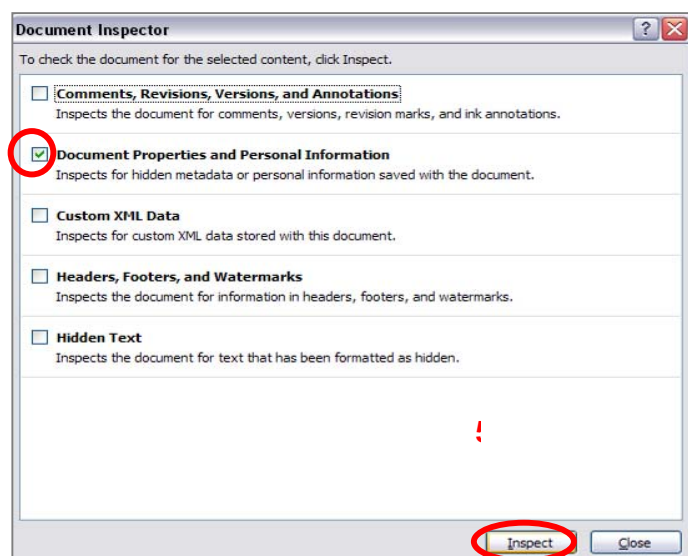 Document Inspector
To check the document for the selected content, click Inspect.
Comments, Revisions, Versions, and Annotations
Inspects the document for comments, versions, revision marks, and ink annotations.
Document Properties and Personal Information
Inspects for hidden metadata or personal information saved with the document.
Custom XML Data
Inspects for custom XML data stored with this document.
Headers, Footers, and Watermarks
Inspects the document for information in headers, footers, and watermarks.
Hidden Text
Inspects the document for text that has been formatted as hidden.
Inspect Close